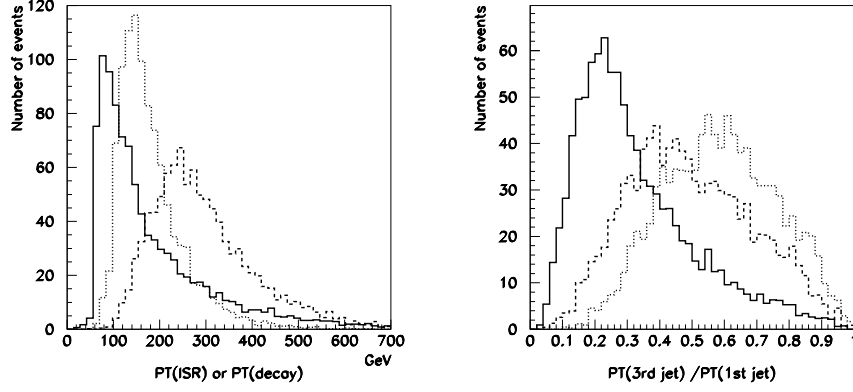 Number of events
120
100
80
60
40
20
0
0 100 200 300 400 500 600 700
GeV
PT(ISR) or PT(decay)
Number of events
60
50
40
30
20
10
0
0 0.1 0.2 0.3 0.4 0.5 0.6 0.7 0.8 0.9 1
PT(3rd jet) /PT(1st jet)